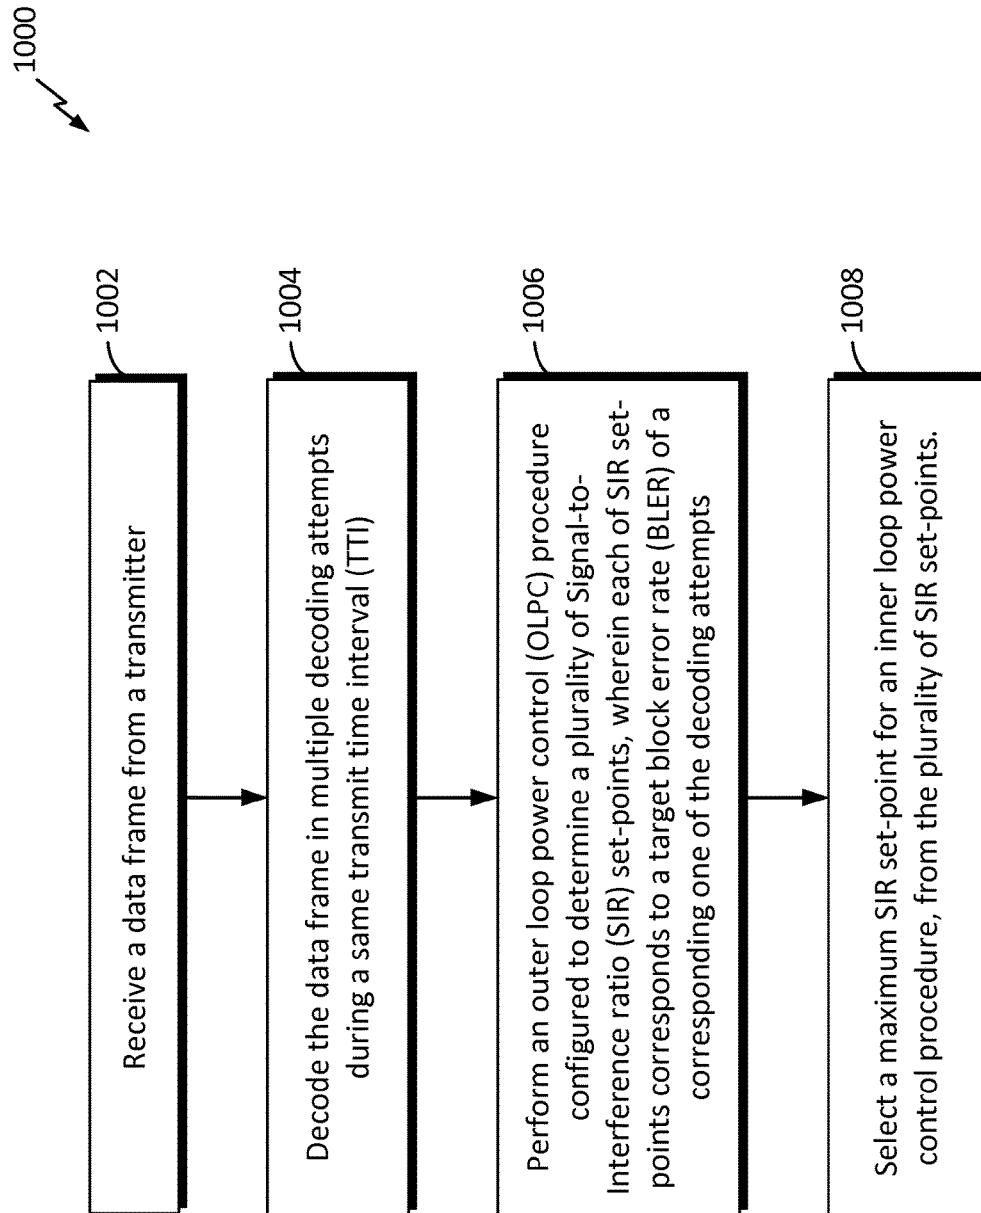 1000
1002
Receive a data frame from a transmitter
1004
Decode the data frame in multiple decoding attempts
during a same transmit time interval (TTI)
1006
Perform an outer loop power control (OLPC) procedure
configured to determine a plurality of Signal-to-
Interference ratio (SIR) set-points, wherein each of SIR set-
points corresponds to a target block error rate (BLER) of a
corresponding one of the decoding attempts
1008
Select a maximum SIR set-point for an inner loop power
control procedure, from the plurality of SIR set-points.